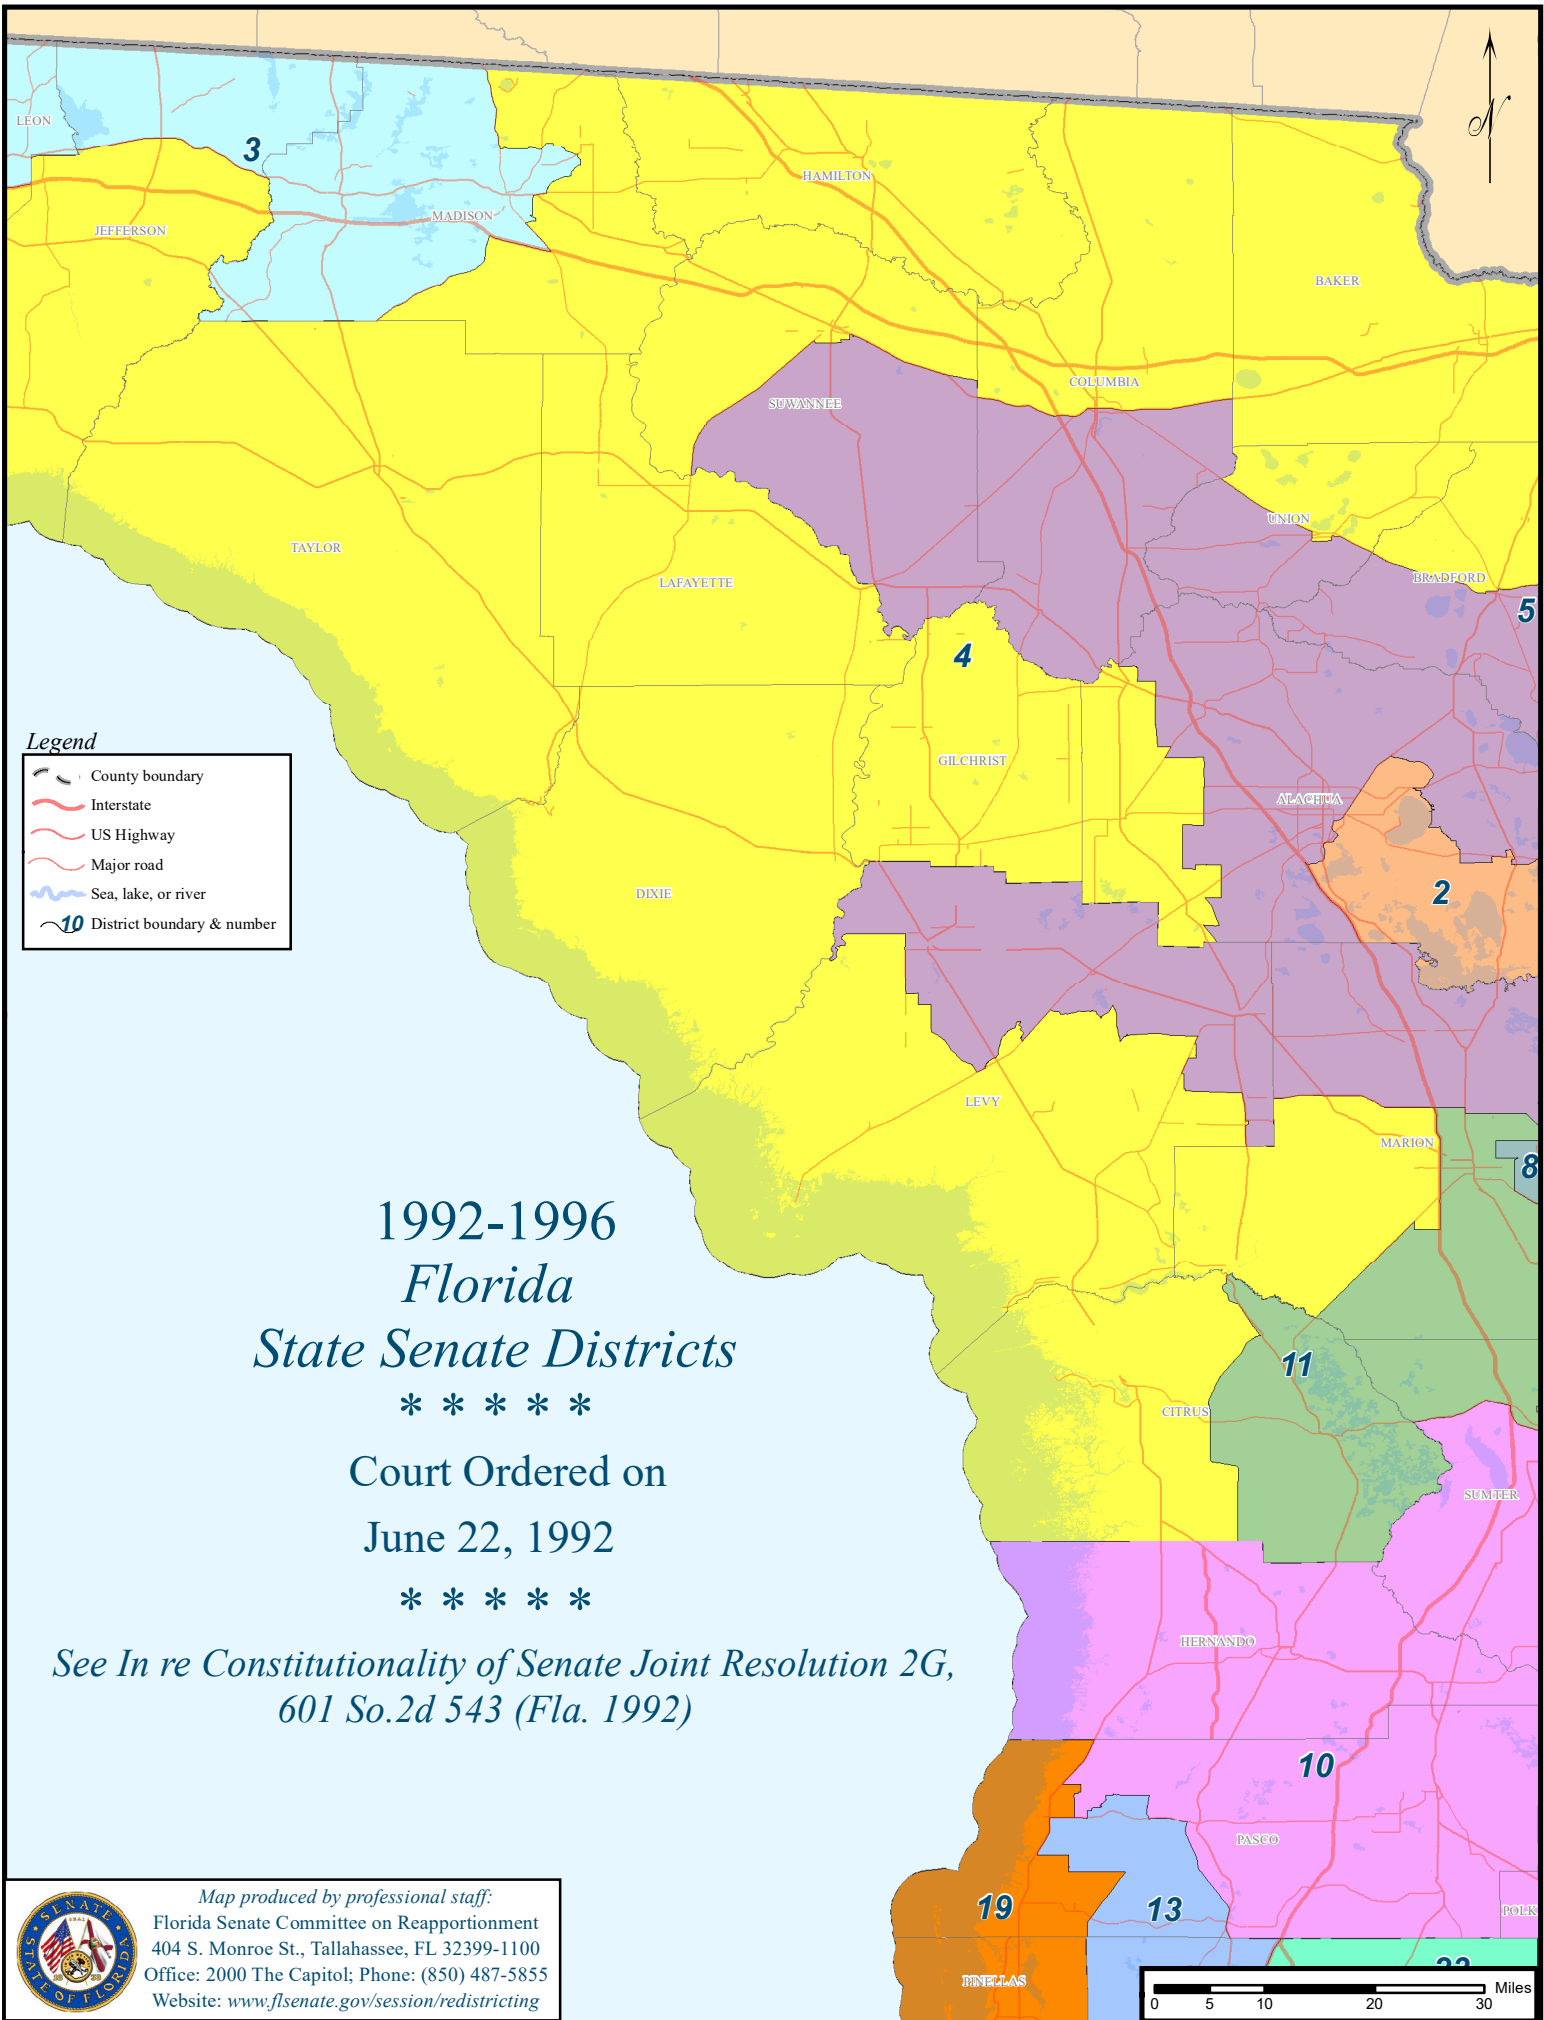 N
LEON
3
HAMILTON
JEFFERSON
MADISON
BAKER
COLUMBIA
SUWANNEE
UNION
TAYLOR
LAFAYETTE
BRADFORD
5
4
GILCHRIST
ALACHUA
DIXIE
2
Legend
County boundary
Interstate
US Highway
Major road
Sea, lake, or river
10 District boundary & number
LEVY
MARION
8
1992-1996
Florida
State Senate Districts
* * * * *
Court Ordered on
June 22, 1992
* * * * *
See In re Constitutionality of Senate Joint Resolution 2G,
601 So.2d 543 (Fla. 1992)
11
CITRUS
SUMTER
HERNANDO
10
PASCO
19
13
POLK
PINELLAS
Map produced by professional staff:
Florida Senate Committee on Reapportionment
404 S. Monroe St., Tallahassee, FL 32399-1100
Office: 2000 The Capitol; Phone: (850) 487-5855
Website: www.flsenate.gov/session/redistricting
SENATE
STATE OF FLORIDA
0 5 10 20 30 Miles